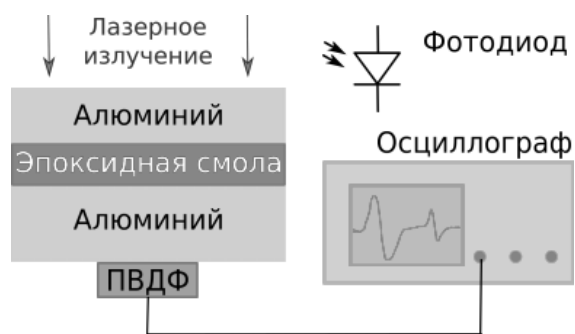 Лазерное
излучение
Фотодиод
Алюминий
Эпоксидная смола
Осциллограф
Алюминий
ПВДФ